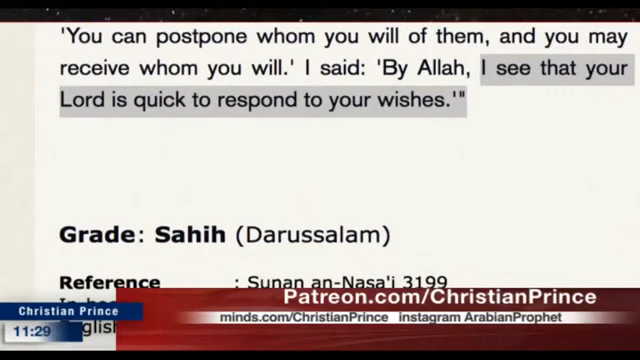 'You can postpone whom you will of them, and you may
receive whom you will.' I said: 'By Allah, I see that your
Lord is quick to respond to your wishes.'"
Grade: Sahih (Darussalam)
Reference : Sunan an-Nasa'i 3199
In
English
Christian Prince
11:29
Patreon.com/ChristianPrince
minds.com/ChristianPrince instagram ArabianProphet